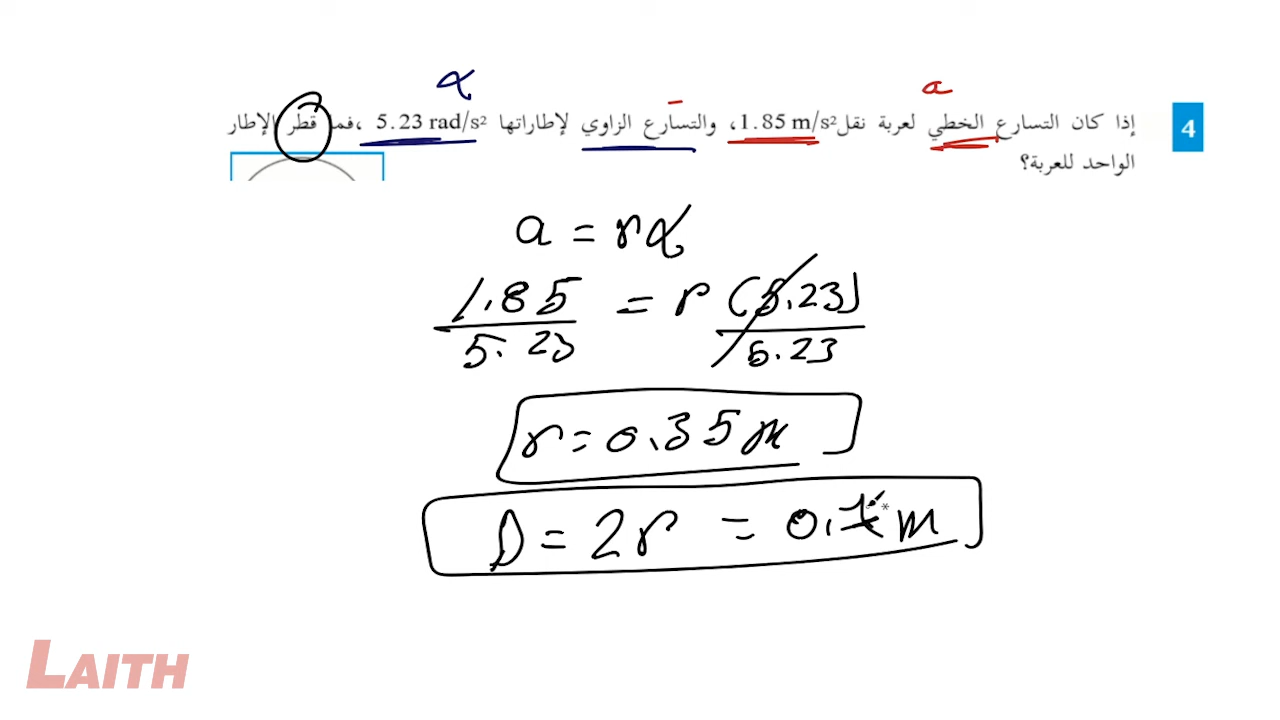 α
a
4
إذا كان التسارع الخطي لعربة نقل 1.85 m/s²، والتسارع الزاوي لإطاراتها 5.23 rad/s²، فما قطر الإطار
الواحد للعربة؟
a = rα
1.85 / 5.23 = r (5.23) / 5.23
r = 0.35 m
D = 2r = 0.7 m
LAITH